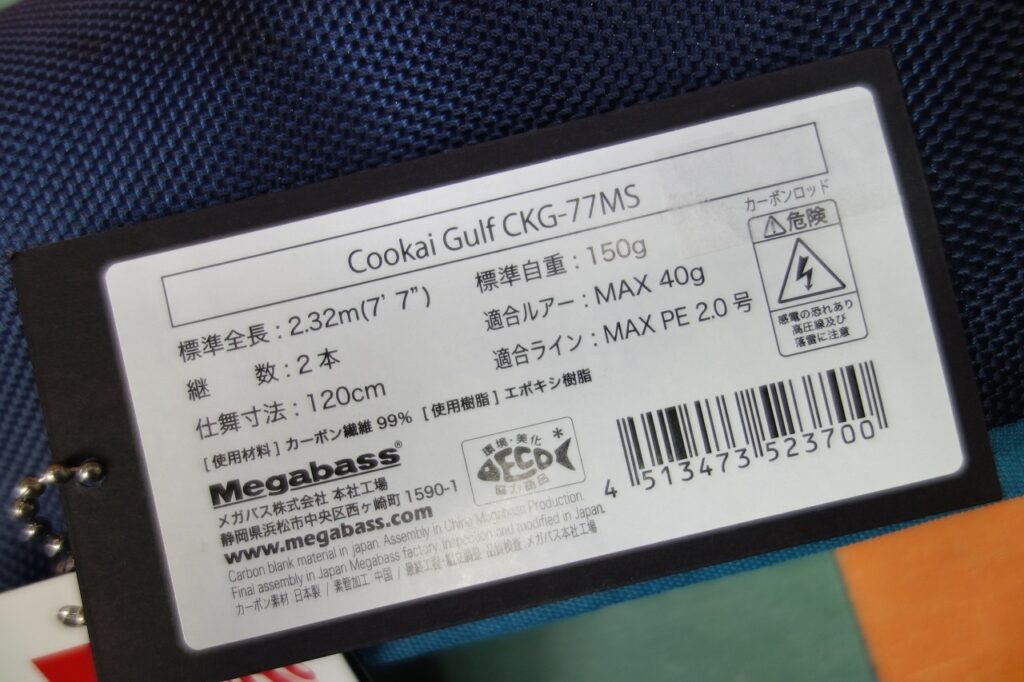 Cookai Gulf CKG-77MS
標準全長：2.32m(7' 7")
標準自重：150g
継 数：2 本
適合ルアー：MAX 40g
仕舞寸法：120cm
適合ライン：MAX PE 2.0 号
[使用材料] カーボン繊維 99% [使用樹脂] エポキシ樹脂
カーボンロッド
危険
感電の恐れあり
高圧線及び
落雷に注意
Megabass®
メガバス株式会社 本社工場
静岡県浜松市中央区西ヶ崎町 1590-1
www.megabass.com
環境・美化
ECO
協力商品
4 513473 523700
Carbon blank material in japan. Assembly in China Megabass Production.
Final assembly in Japan Megabass factory. Inspection and modified in Japan.
カーボン素材：日本製 / 素管加工：中国 / 最終工程・組立調整・出荷検査：メガバス本社工場